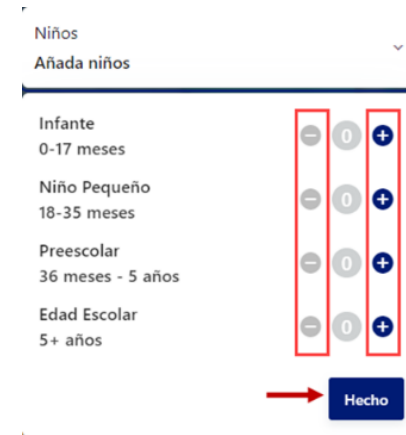 Niños
Añada niños
Infante
0-17 meses
0
Niño Pequeño
18-35 meses
0
Preescolar
36 meses - 5 años
0
Edad Escolar
5+ años
0
Hecho